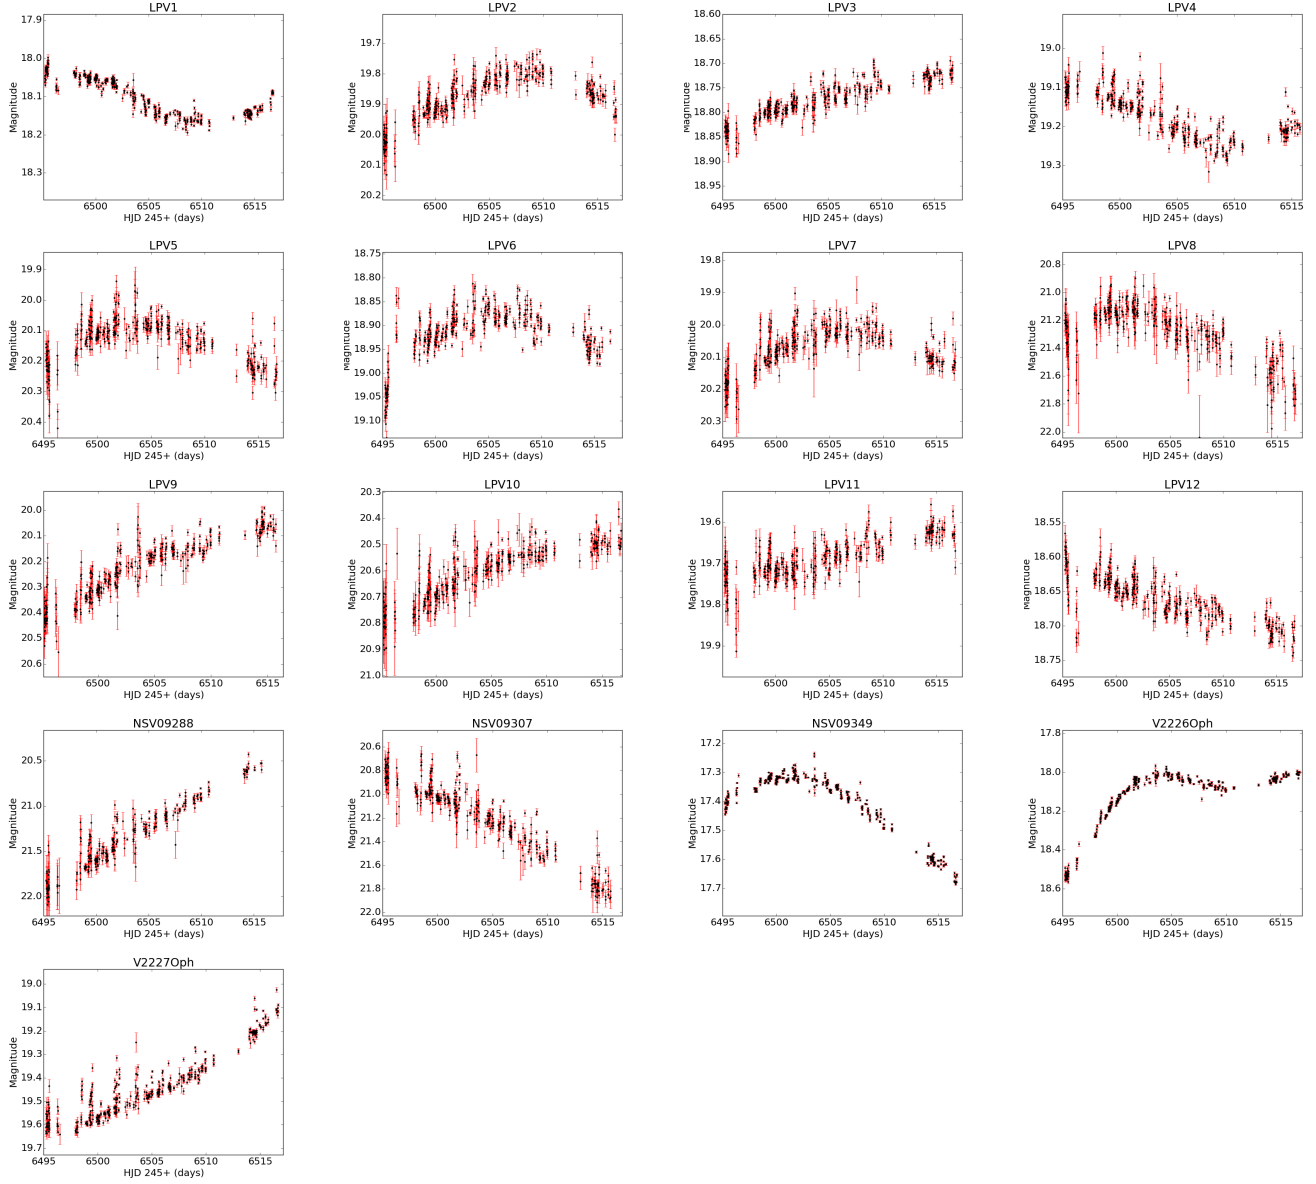 LPV1 LPV2 LPV3 LPV4
17.9 18.0 18.1 18.2 18.3
Magnitude
6500 6505 6510 6515
HJD 245+ (days)
19.7 19.8 19.9 20.0 20.1 20.2
Magnitude
6500 6505 6510 6515
HJD 245+ (days)
18.60 18.65 18.70 18.75 18.80 18.85 18.90 18.95
Magnitude
6500 6505 6510 6515
HJD 245+ (days)
19.0 19.1 19.2 19.3
Magnitude
6495 6500 6505 6510 6515
HJD 245+ (days)
LPV5 LPV6 LPV7 LPV8
19.9 20.0 20.1 20.2 20.3 20.4
Magnitude
6495 6500 6505 6510 6515
HJD 245+ (days)
18.75 18.80 18.85 18.90 18.95 19.00 19.05 19.10
Magnitude
6500 6505 6510 6515
HJD 245+ (days)
19.8 19.9 20.0 20.1 20.2 20.3
Magnitude
6495 6500 6505 6510 6515
HJD 245+ (days)
20.8 21.0 21.2 21.4 21.6 21.8 22.0
Magnitude
6495 6500 6505 6510 6515
HJD 245+ (days)
LPV9 LPV10 LPV11 LPV12
20.0 20.1 20.2 20.3 20.4 20.5 20.6
Magnitude
6500 6505 6510 6515
HJD 245+ (days)
20.3 20.4 20.5 20.6 20.7 20.8 20.9 21.0
Magnitude
6500 6505 6510 6515
HJD 245+ (days)
19.6 19.7 19.8 19.9
Magnitude
6500 6505 6510 6515
HJD 245+ (days)
18.55 18.60 18.65 18.70 18.75
Magnitude
6495 6500 6505 6510 6515
HJD 245+ (days)
NSV09288 NSV09307 NSV09349 V2226Oph
20.5 21.0 21.5 22.0
Magnitude
6495 6500 6505 6510 6515
HJD 245+ (days)
20.6 20.8 21.0 21.2 21.4 21.6 21.8 22.0
Magnitude
6495 6500 6505 6510 6515
HJD 245+ (days)
17.2 17.3 17.4 17.5 17.6 17.7
Magnitude
6495 6500 6505 6510 6515
HJD 245+ (days)
17.8 18.0 18.2 18.4 18.6
Magnitude
6495 6500 6505 6510 6515
HJD 245+ (days)
V2227Oph
19.0 19.1 19.2 19.3 19.4 19.5 19.6 19.7
Magnitude
6495 6500 6505 6510 6515
HJD 245+ (days)